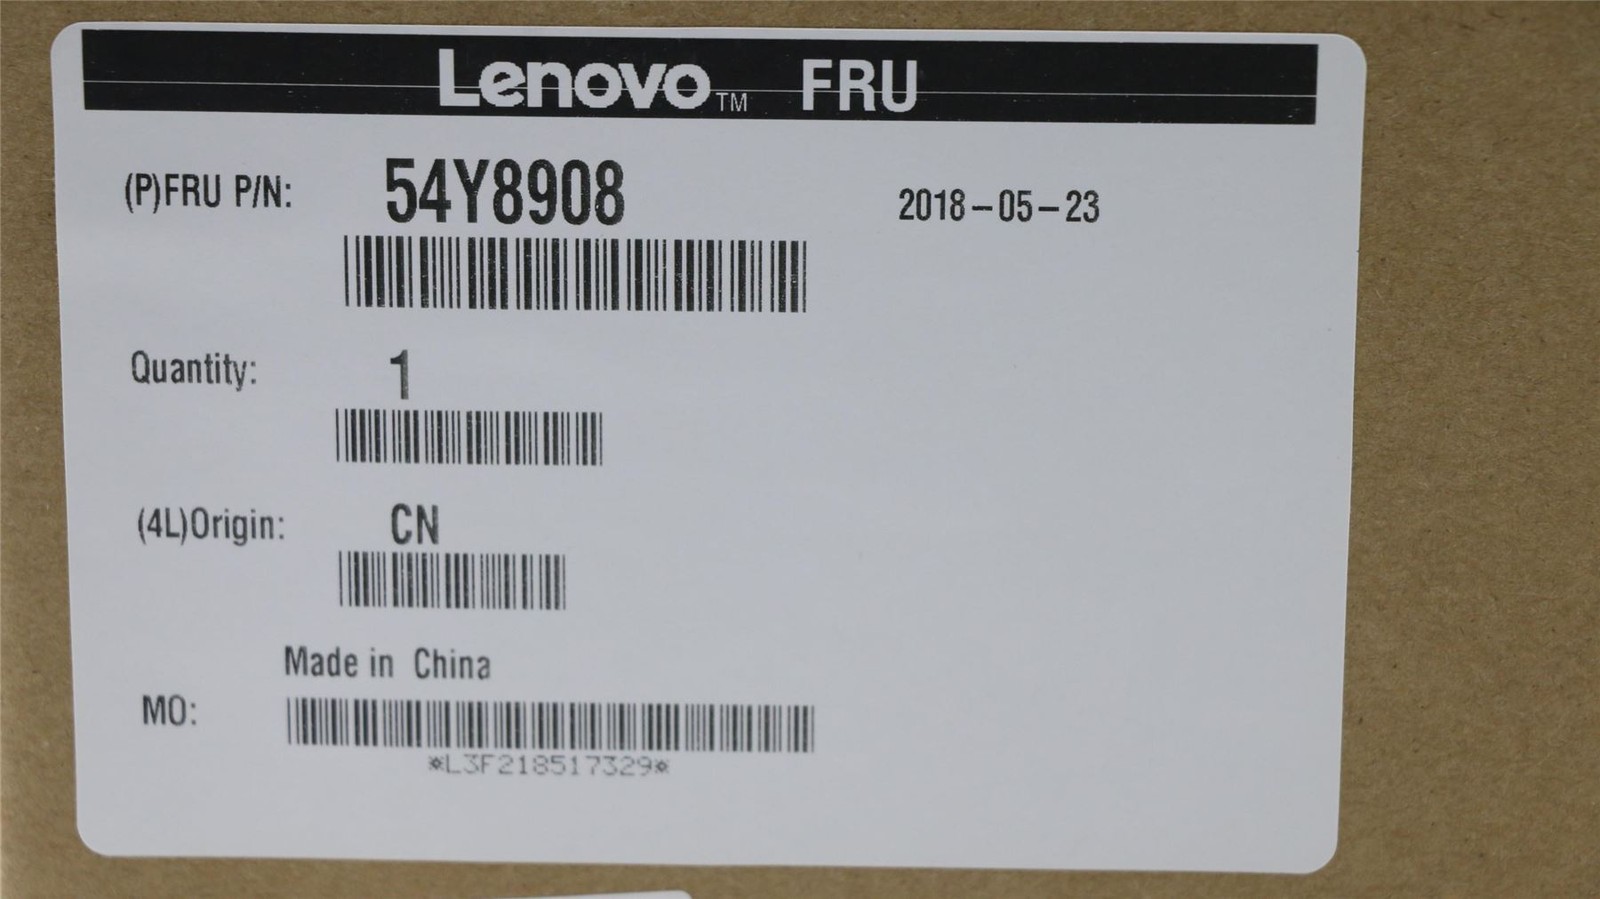 Lenovo™ FRU
(P)FRU P/N: 54Y8908 2018-05-23
Quantity: 1
(4L)Origin: CN
Made in China
MO:
*L3F218517329*